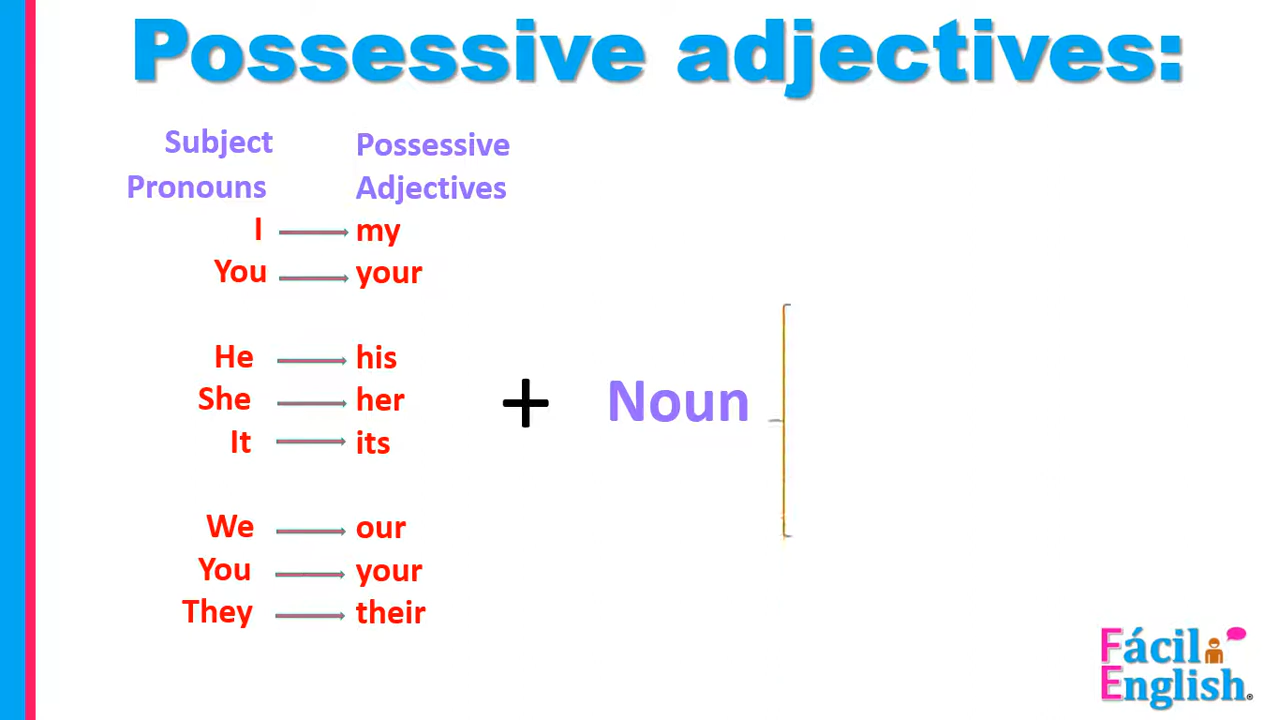 Possessive adjectives:
Subject Possessive
Pronouns Adjectives
I my
You your
He his
She her
It its
+ Noun
We our
You your
They their
Fácil
English®